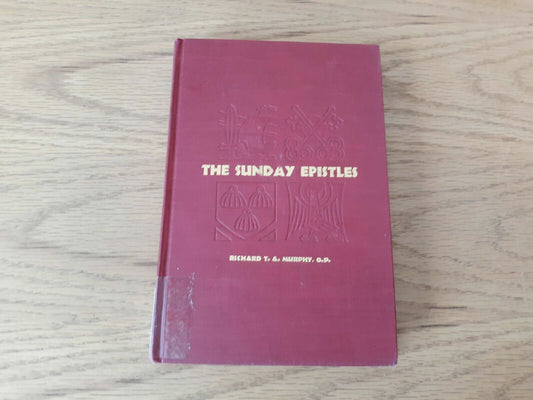 THE SUNDAY EPISTLES
RICHARD T. A. MURPHY, O.P.